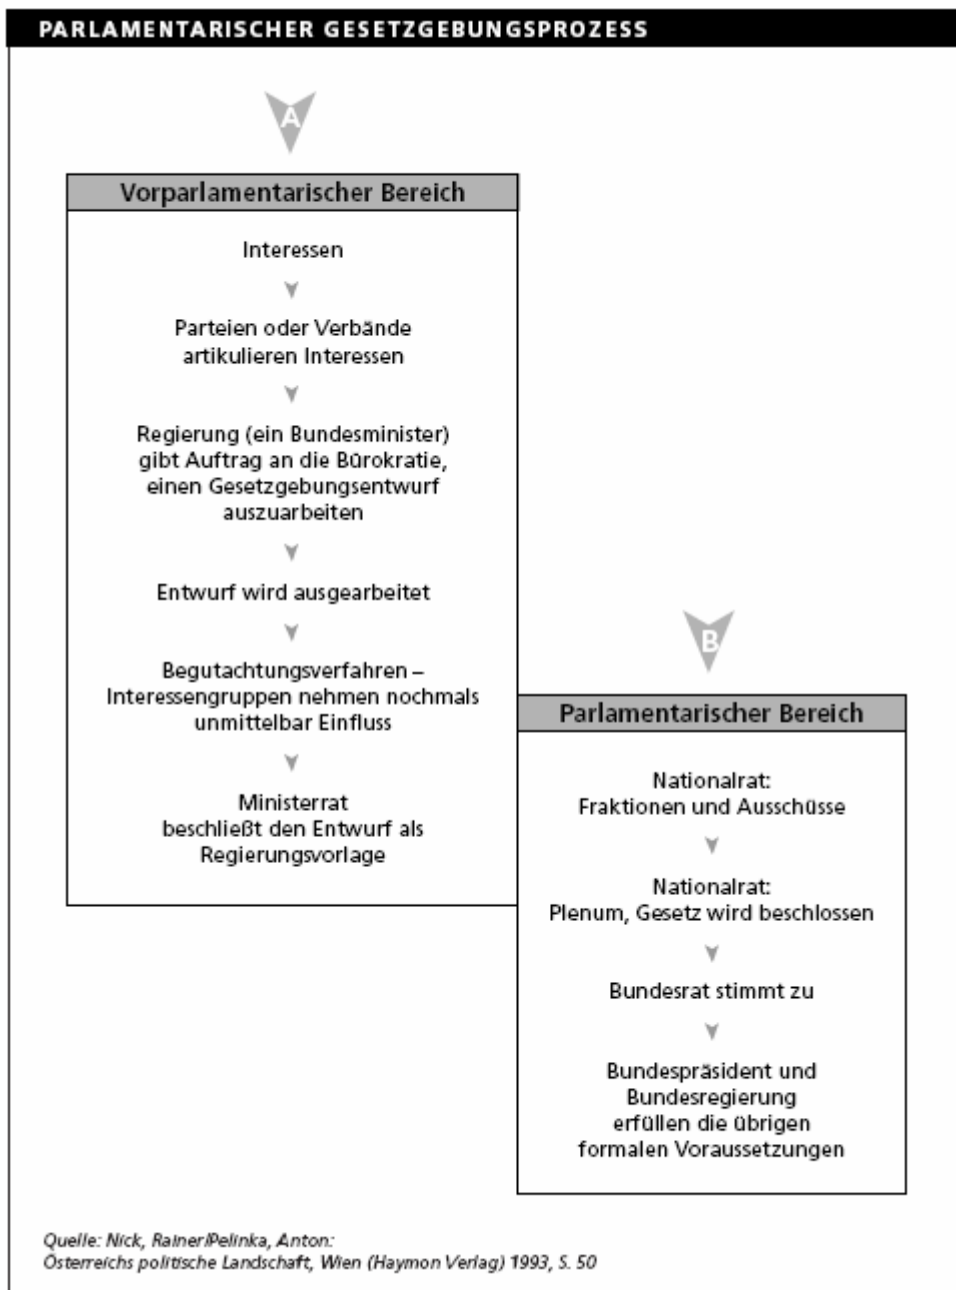 PARLAMENTARISCHER GESETZGEBUNGSPROZESS
A
Vorparlamentarischer Bereich
Interessen
Parteien oder Verbände
artikulieren Interessen
Regierung (ein Bundesminister)
gibt Auftrag an die Bürokratie,
einen Gesetzgebungsentwurf
auszuarbeiten
Entwurf wird ausgearbeitet
Begutachtungsverfahren –
Interessengruppen nehmen nochmals
unmittelbar Einfluss
Ministerrat
beschließt den Entwurf als
Regierungsvorlage
B
Parlamentarischer Bereich
Nationalrat:
Fraktionen und Ausschüsse
Nationalrat:
Plenum, Gesetz wird beschlossen
Bundesrat stimmt zu
Bundespräsident und
Bundesregierung
erfüllen die übrigen
formalen Voraussetzungen
Quelle: Nick, Rainer/Pelinka, Anton:
Österreichs politische Landschaft, Wien (Haymon Verlag) 1993, S. 50